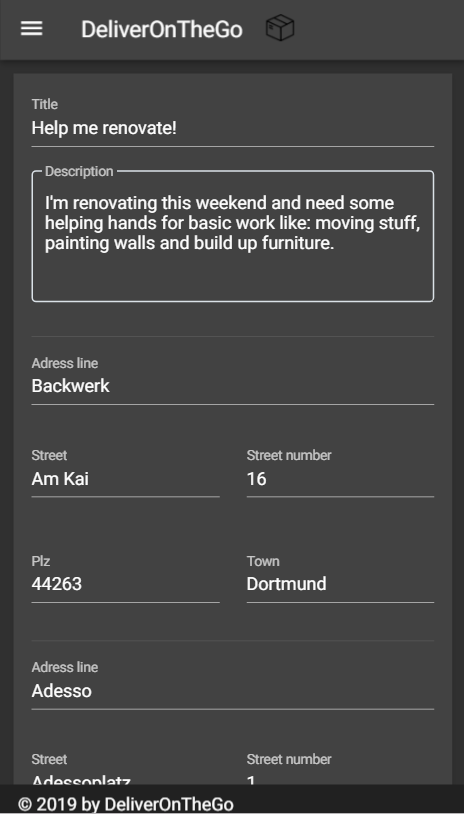 DeliverOnTheGo
Title
Help me renovate!
Description
I'm renovating this weekend and need some
helping hands for basic work like: moving stuff,
painting walls and build up furniture.
Adress line
Backwerk
Street Street number
Am Kai 16
Plz Town
44263 Dortmund
Adress line
Adesso
Street Street number
Adessoplatz 1
© 2019 by DeliverOnTheGo